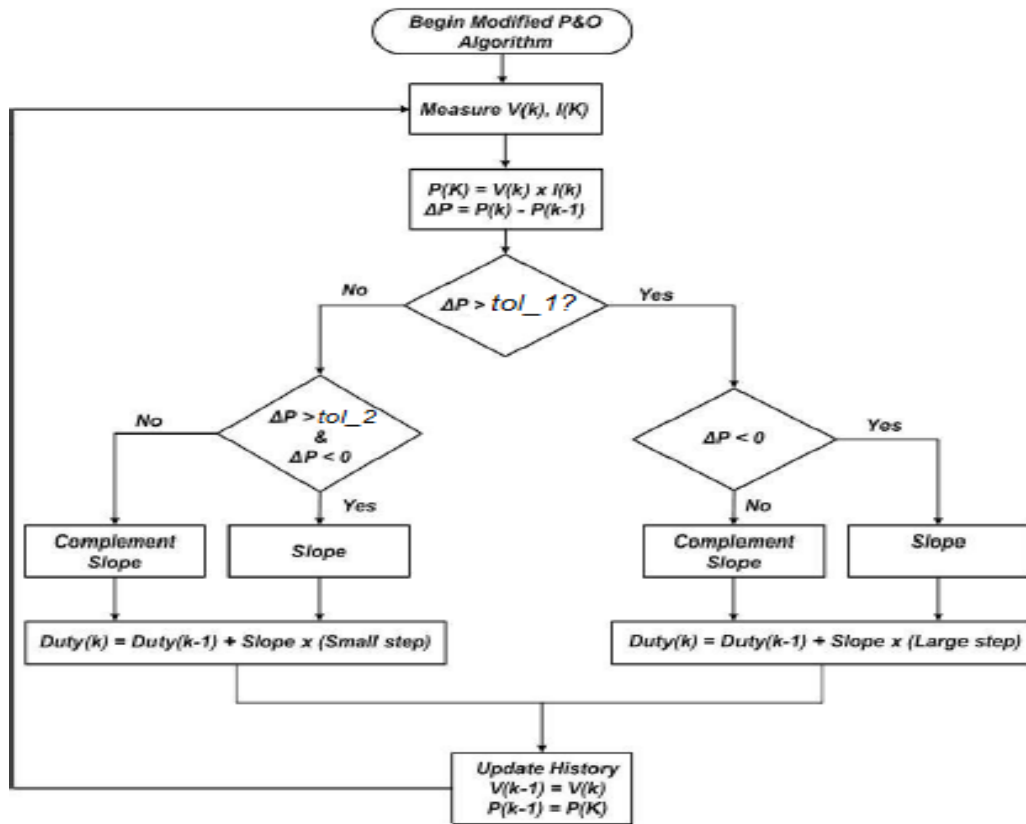 Begin Modified P&O
Algorithm
Measure V(k), I(K)
P(K) = V(k) x I(k)
ΔP = P(k) - P(k-1)
ΔP > tol_1?
No
Yes
ΔP > tol_2
&
ΔP < 0
No
Yes
ΔP < 0
Yes
No
Complement
Slope
Slope
Complement
Slope
Slope
Duty(k) = Duty(k-1) + Slope x (Small step)
Duty(k) = Duty(k-1) + Slope x (Large step)
Update History
V(k-1) = V(k)
P(k-1) = P(K)